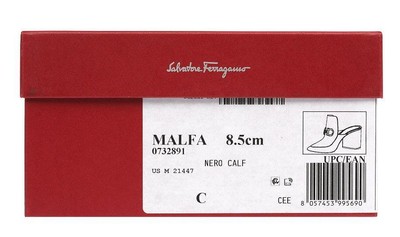 Salvatore Ferragamo
MALFA 8.5cm
0732891
NERO CALF
US M 21447
C
CEE
UPC/EAN
8 057453 995690